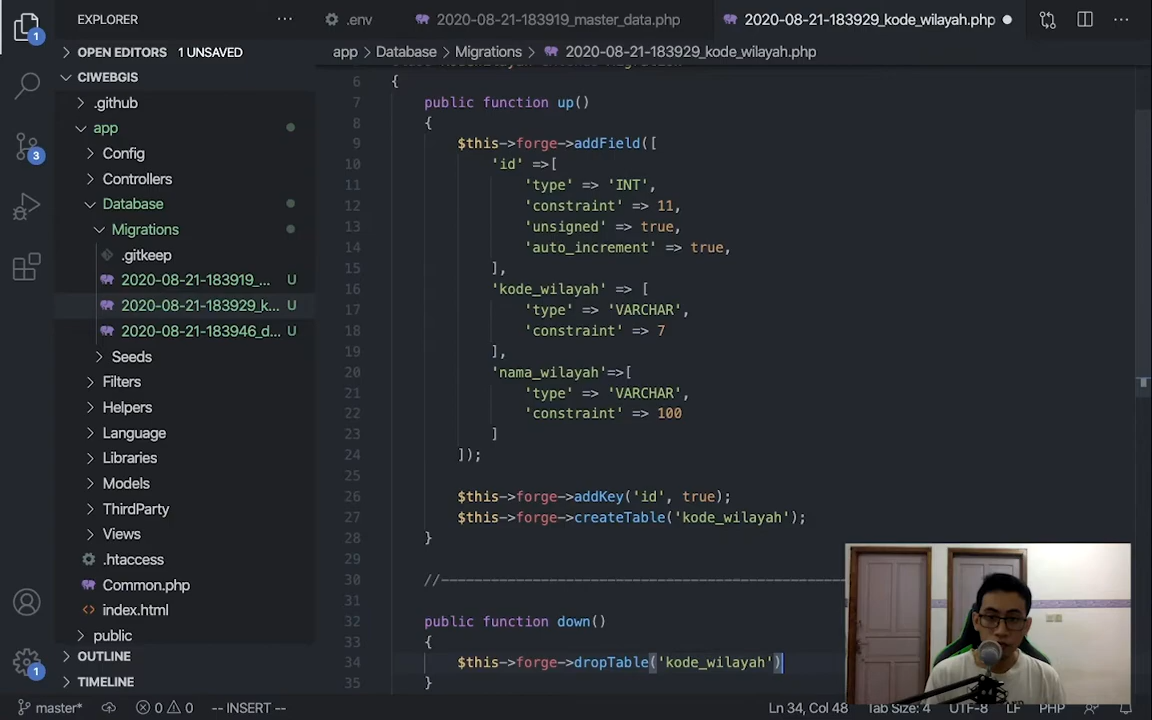 EXPLORER
···
.env
2020-08-21-183919_master_data.php
2020-08-21-183929_kode_wilayah.php
···
OPEN EDITORS 1 UNSAVED
app > Database > Migrations > 2020-08-21-183929_kode_wilayah.php
CIWEBGIS
.github
app
Config
Controllers
Database
Migrations
.gitkeep
2020-08-21-183919_... U
2020-08-21-183929_k... U
2020-08-21-183946_d... U
Seeds
Filters
Helpers
Language
Libraries
Models
ThirdParty
Views
.htaccess
Common.php
index.html
public
OUTLINE
TIMELINE
1
3
1
6 {
7 public function up()
8 {
9 $this->forge->addField([
10 'id' =>[
11 'type' => 'INT',
12 'constraint' => 11,
13 'unsigned' => true,
14 'auto_increment' => true,
15 ],
16 'kode_wilayah' => [
17 'type' => 'VARCHAR',
18 'constraint' => 7
19 ],
20 'nama_wilayah'=>[
21 'type' => 'VARCHAR',
22 'constraint' => 100
23 ]
24 ]);
25
26 $this->forge->addKey('id', true);
27 $this->forge->createTable('kode_wilayah');
28 }
29
30 //--------------------------------------------------
31
32 public function down()
33 {
34 $this->forge->dropTable('kode_wilayah')
35 }
master* 0 0 -- INSERT -- Ln 34, Col 48 Tab Size: 4 UTF-8 LF PHP